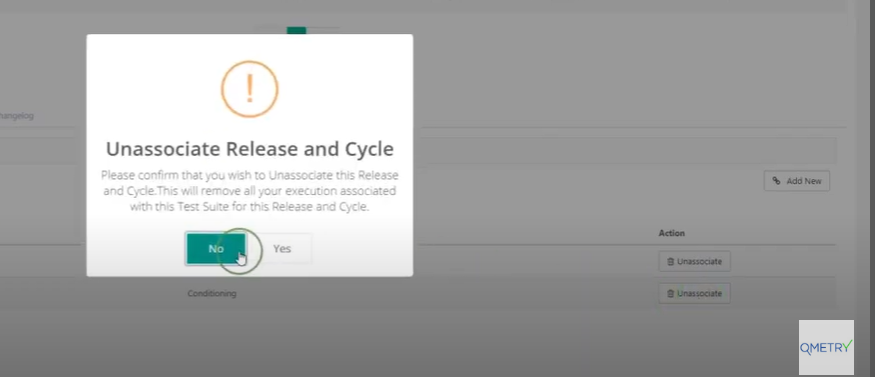 hangelog
!
Unassociate Release and Cycle
Please confirm that you wish to Unassociate this Release
and Cycle.This will remove all your execution associated
with this Test Suite for this Release and Cycle.
Add New
No
Yes
Action
Unassociate
Conditioning
Unassociate
QMETRY